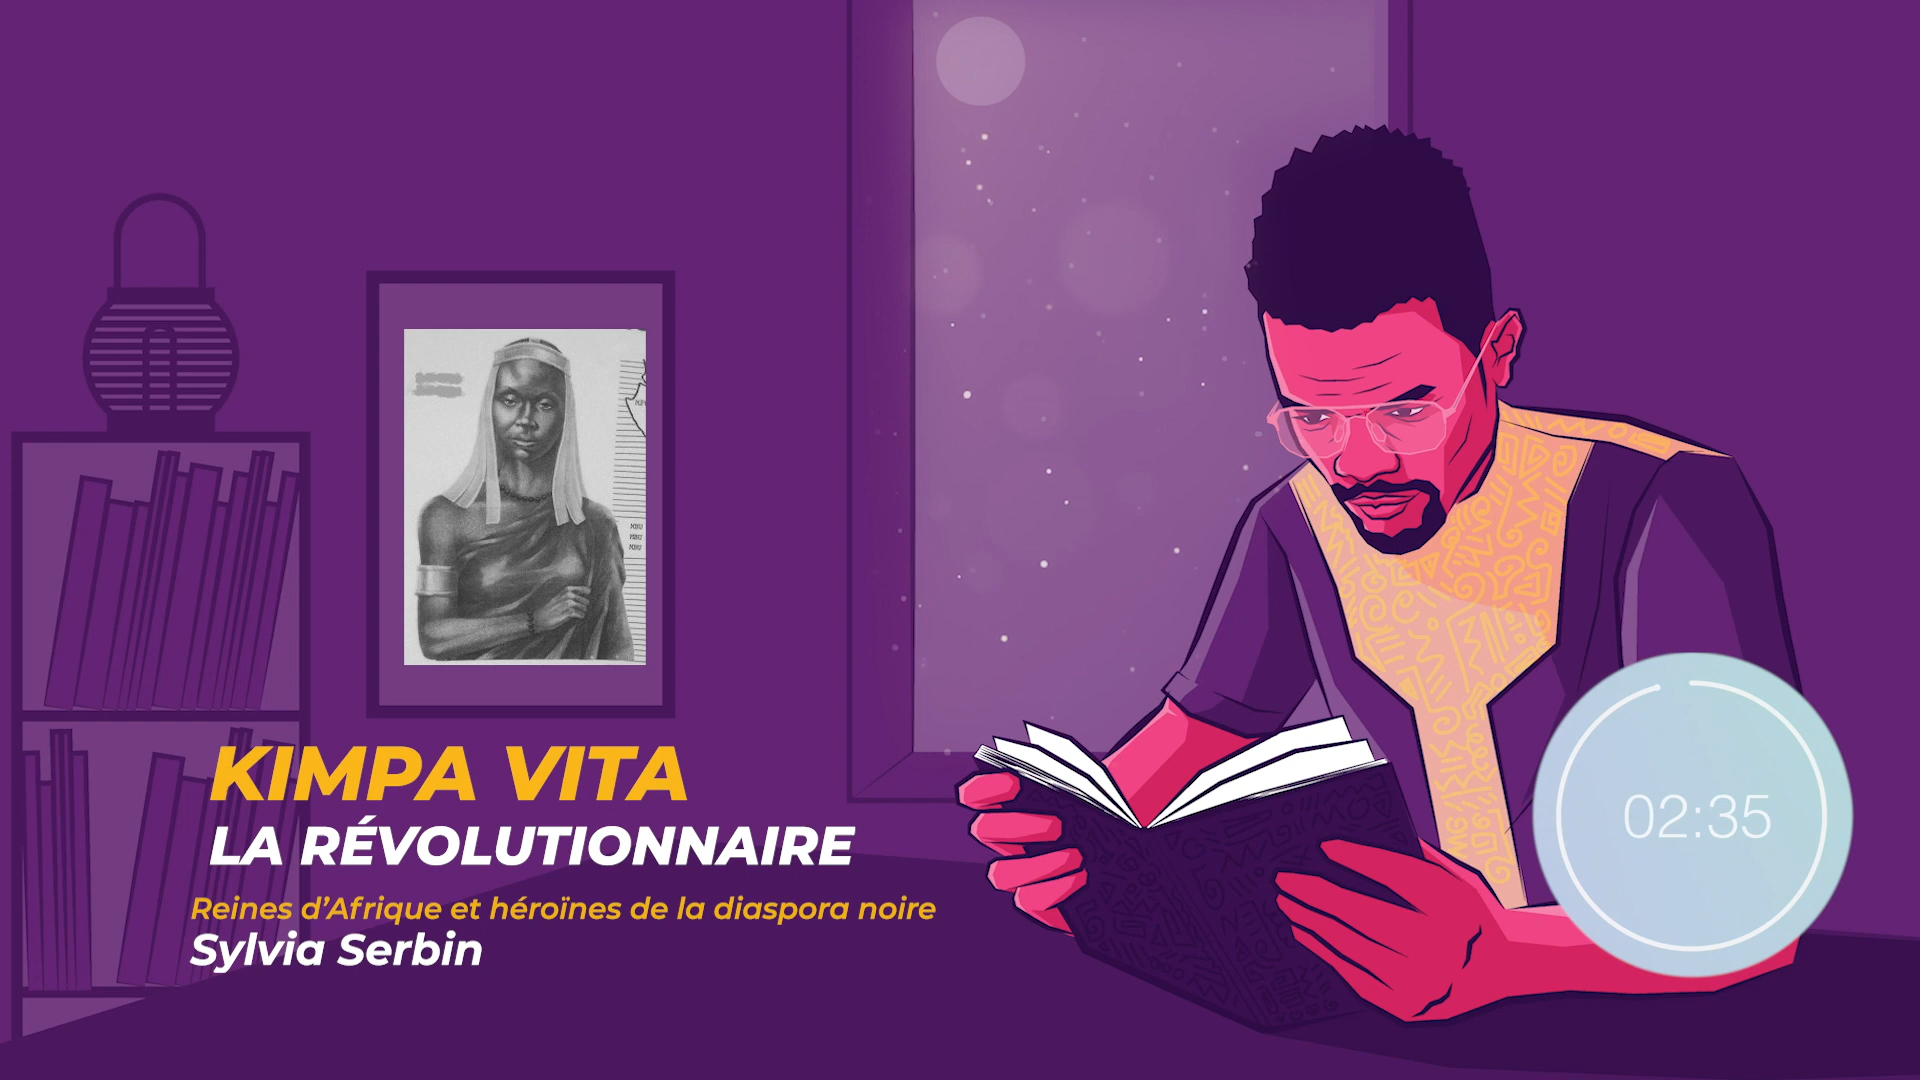 KIMPA VITA
LA RÉVOLUTIONNAIRE
Reines d’Afrique et héroïnes de la diaspora noire
Sylvia Serbin
02:35